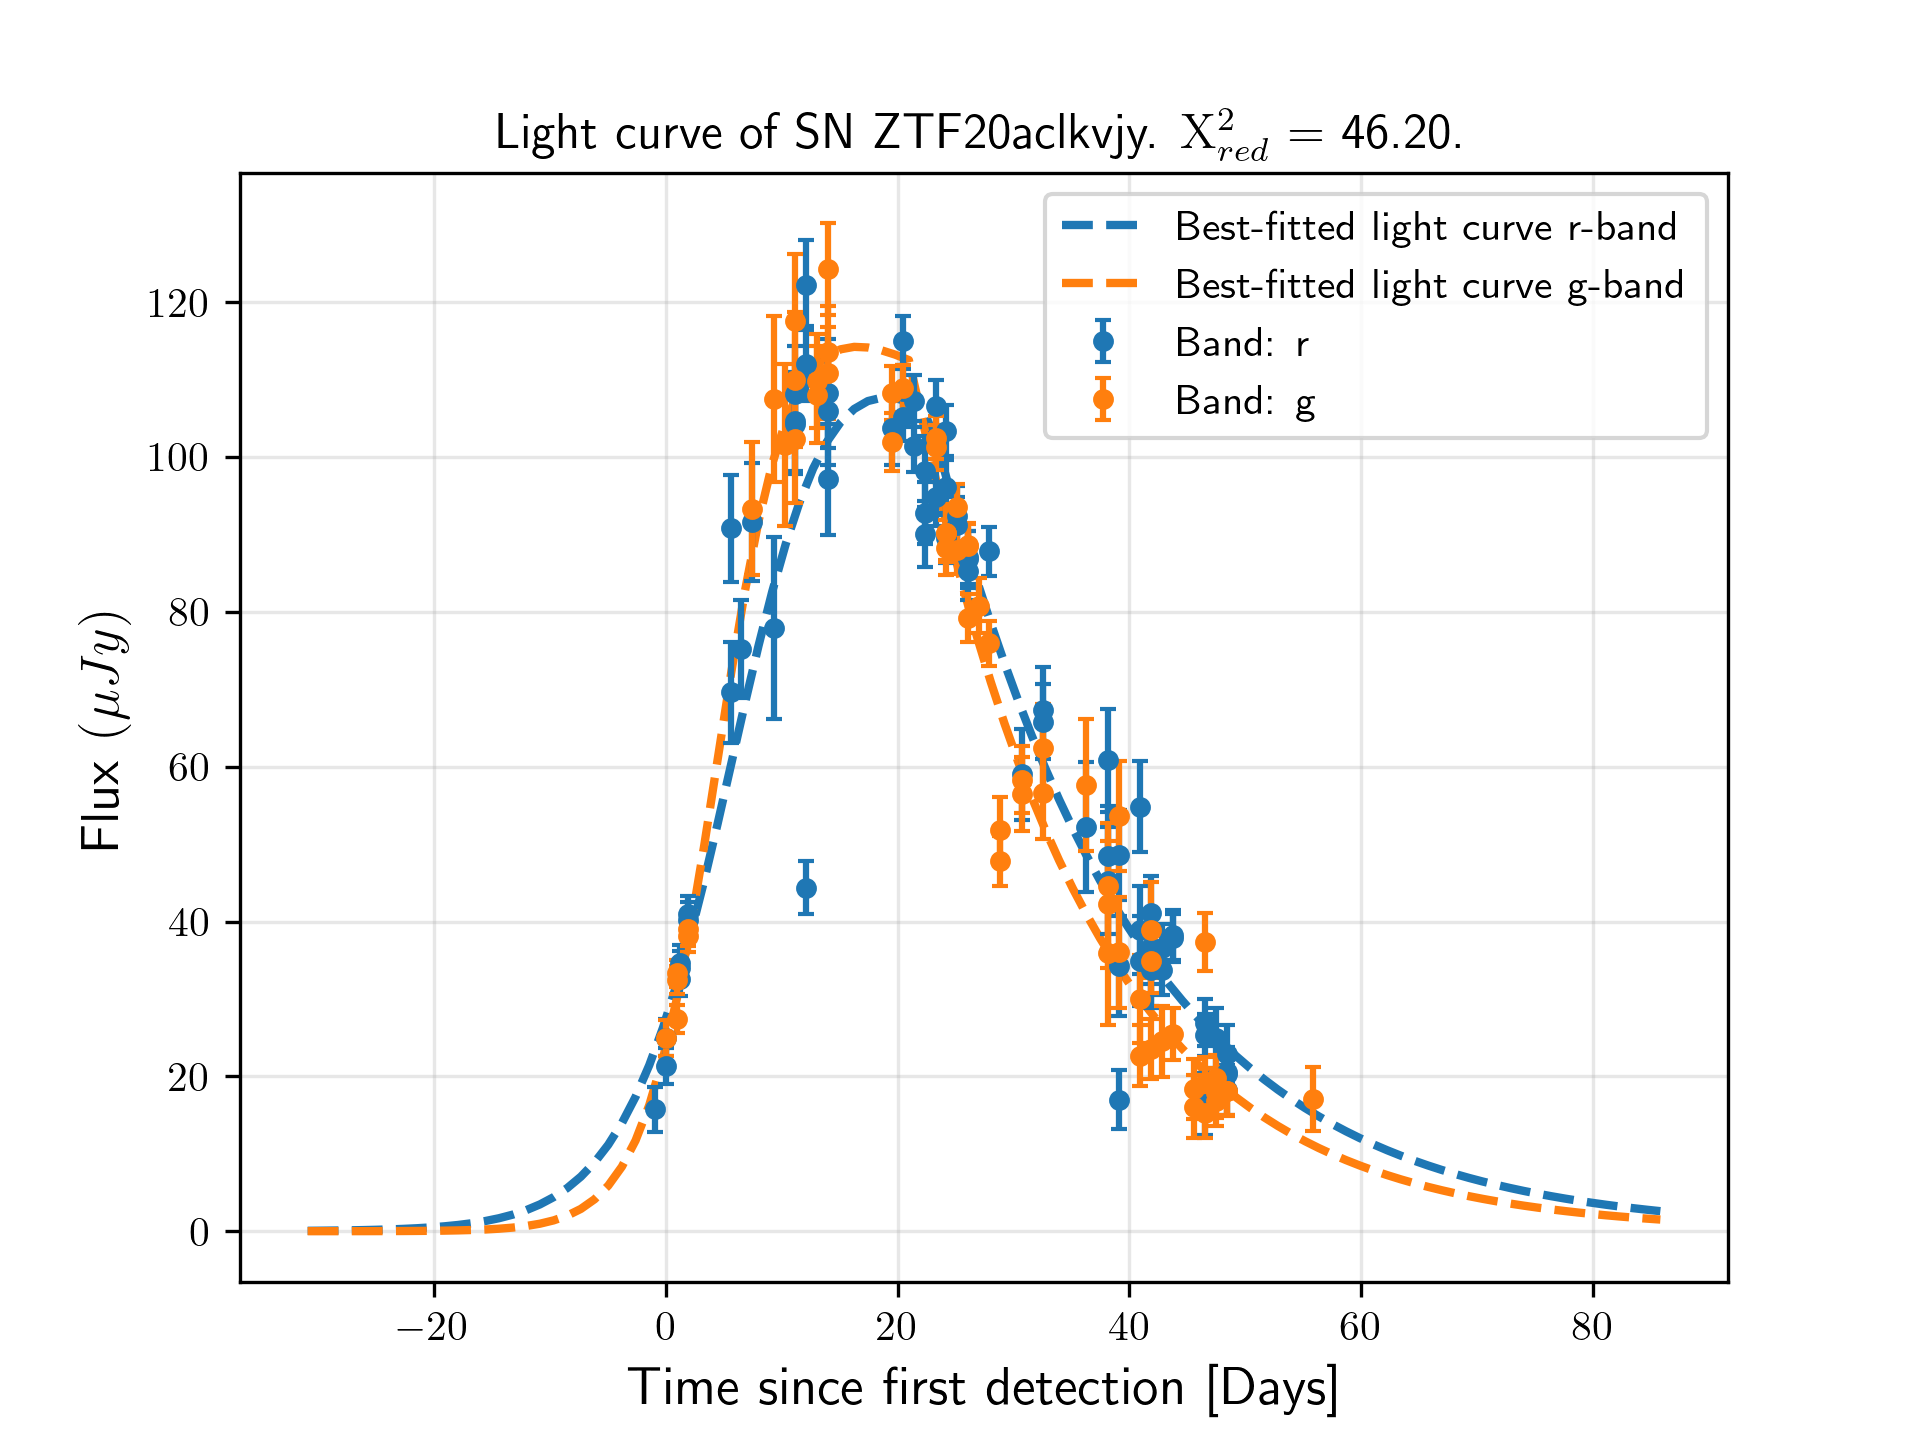 Light curve of SN ZTF20aclkvjy. X²_red = 46.20.
Best-fitted light curve r-band
Best-fitted light curve g-band
Band: r
Band: g
120
100
80
60
40
20
0
Flux (μJy)
−20 0 20 40 60 80
Time since first detection [Days]